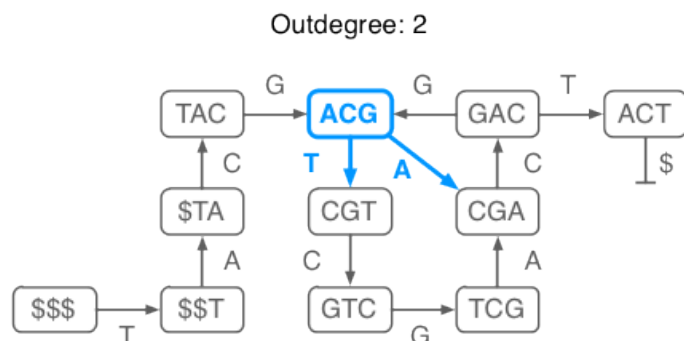 Outdegree: 2
G G T
TAC ACG GAC ACT
C T A C $
$TA CGT CGA
A C A
$$$ $$T GTC TCG
T G